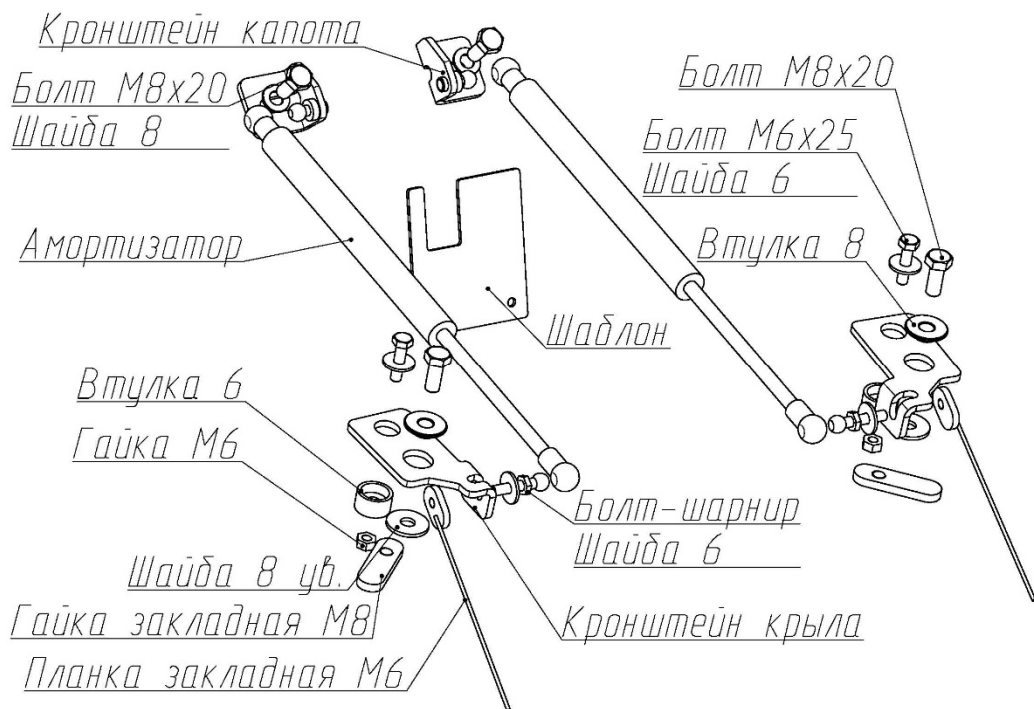 Кронштейн капота
Болт М8х20
Шайба 8
Болт М8х20
Болт М6х25
Шайба 6
Амортизатор
Втулка 8
Шаблон
Втулка 6
Гайка М6
Болт-шарнир
Шайба 6
Шайба 8 ув.
Гайка закладная М8
Кронштейн крыла
Планка закладная М6